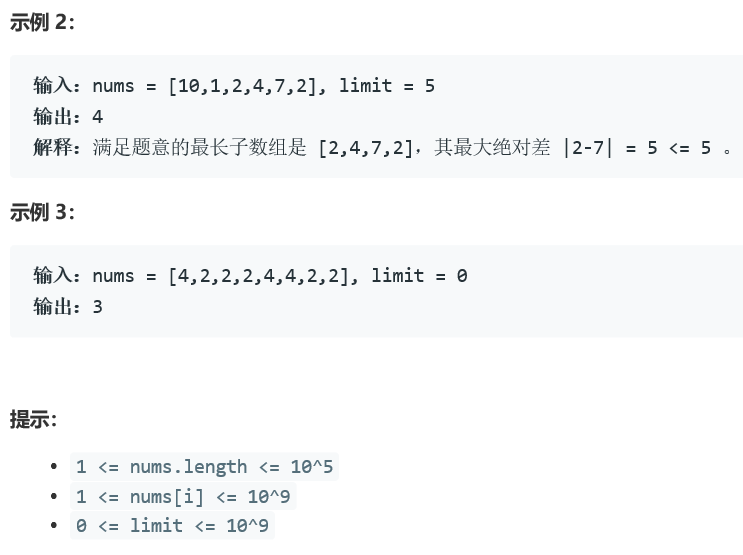 示例 2:
输入: nums = [10,1,2,4,7,2], limit = 5
输出: 4
解释: 满足题意的最长子数组是 [2,4,7,2], 其最大绝对差 |2-7| = 5 <= 5 。
示例 3:
输入: nums = [4,2,2,2,4,4,2,2], limit = 0
输出: 3
提示:
• 1 <= nums.length <= 10^5
• 1 <= nums[i] <= 10^9
• 0 <= limit <= 10^9